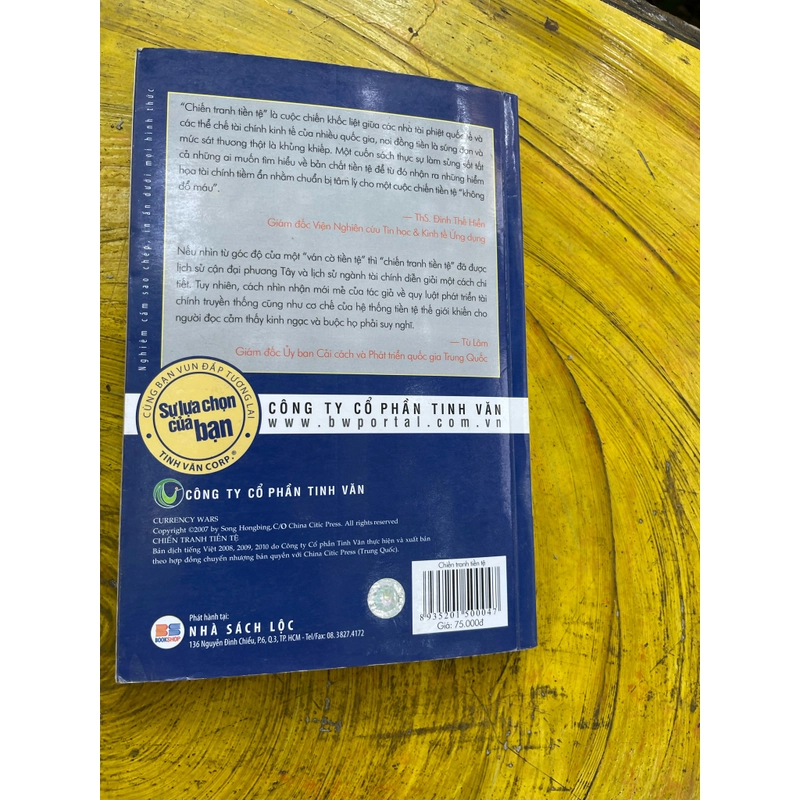 "Chiến tranh tiền tệ" là cuộc chiến khốc liệt giữa các nhà tài phiệt quốc tế và
các thể chế tài chính kinh tế của nhiều quốc gia, nơi đồng tiền là súng đạn và
mức sát thương thật là khủng khiếp. Một cuốn sách thực sự làm sửng sốt tất
cả những ai muốn tìm hiểu về bản chất tiền tệ để từ đó nhận ra những hiểm
họa tài chính tiềm ẩn nhằm chuẩn bị tâm lý cho một cuộc chiến tiền tệ "không
đổ máu".
— ThS. Đinh Thế Hiển
Giám đốc Viện Nghiên cứu Tin học & Kinh tế Ứng dụng
Nếu nhìn từ góc độ của một "ván cờ tiền tệ" thì "chiến tranh tiền tệ" đã được
lịch sử cận đại phương Tây và lịch sử ngành tài chính diễn giải một cách chi
tiết. Tuy nhiên, cách nhìn nhận mới mẻ của tác giả về quy luật phát triển tài
chính truyền thống cũng như cơ chế của hệ thống tiền tệ thế giới khiến cho
người đọc cảm thấy kinh ngạc và buộc họ phải suy nghĩ.
— Tù Lâm
Giám đốc Ủy ban Cải cách và Phát triển quốc gia Trung Quốc
Nghiêm cấm sao chép, in ấn dưới mọi hình thức
CÙNG BẠN VUN ĐẮP TƯƠNG LAI
Sự lựa chọn
của bạn
TINH VĂN CORP.®
CÔNG TY CỔ PHẦN TINH VĂN
www.bwportal.com.vn
CÔNG TY CỔ PHẦN TINH VĂN
CURRENCY WARS
Copyright ©2007 by Song Hongbing, C/O China Citic Press. All rights reserved
CHIẾN TRANH TIỀN TỆ
Bản dịch tiếng Việt 2008, 2009, 2010 do Công ty Cổ phần Tinh Văn thực hiện và xuất bản
theo hợp đồng chuyển nhượng bản quyền với China Citic Press (Trung Quốc).
Chiến tranh tiền tệ
8935201500047
Giá: 75.000đ
BS
BOOKSHOP
Phát hành tại:
NHÀ SÁCH LỘC
136 Nguyễn Đình Chiểu, P.6, Q.3, TP. HCM - Tel/Fax: 08. 3827.4172